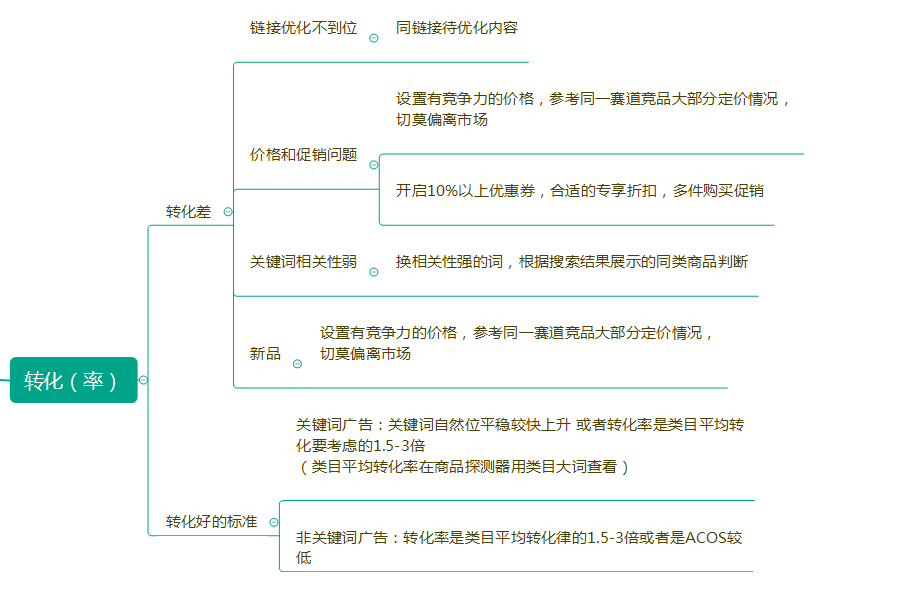 链接优化不到位
同链接待优化内容
设置有竞争力的价格，参考同一赛道竞品大部分定价情况，
切莫偏离市场
价格和促销问题
开启10%以上优惠券，合适的专享折扣，多件购买促销
转化差
关键词相关性弱
换相关性强的词，根据搜索结果展示的同类商品判断
设置有竞争力的价格，参考同一赛道竞品大部分定价情况，
切莫偏离市场
新品
转化（率）
关键词广告：关键词自然位平稳较快上升 或者转化率是类目平均转
化要考虑的1.5-3倍
（类目平均转化率在商品探测器用类目大词查看）
转化好的标准
非关键词广告：转化率是类目平均转化律的1.5-3倍或者是ACOS较
低